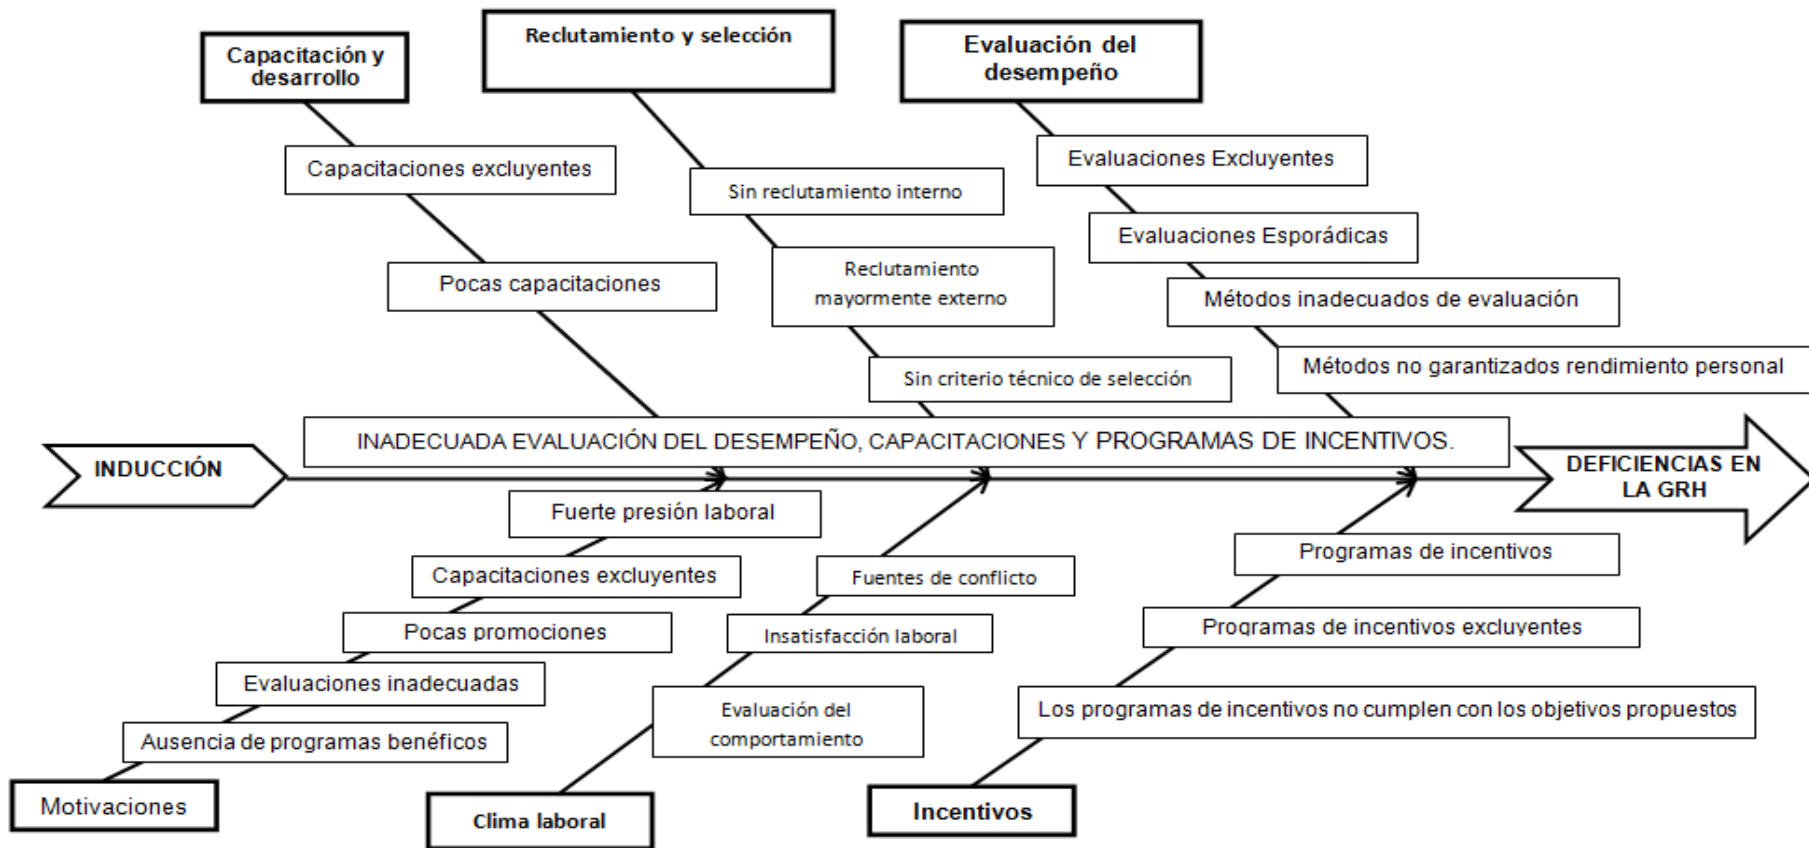 Capacitación y
desarrollo
Reclutamiento y selección
Evaluación del
desempeño
Capacitaciones excluyentes
Pocas capacitaciones
Sin reclutamiento interno
Reclutamiento
mayormente externo
Sin criterio técnico de selección
Evaluaciones Excluyentes
Evaluaciones Esporádicas
Métodos inadecuados de evaluación
Métodos no garantizados rendimiento personal
INADECUADA EVALUACIÓN DEL DESEMPEÑO, CAPACITACIONES Y PROGRAMAS DE INCENTIVOS.
INDUCCIÓN
DEFICIENCIAS EN
LA GRH
Fuerte presión laboral
Capacitaciones excluyentes
Pocas promociones
Evaluaciones inadecuadas
Ausencia de programas benéficos
Motivaciones
Fuentes de conflicto
Insatisfacción laboral
Evaluación del
comportamiento
Clima laboral
Programas de incentivos
Programas de incentivos excluyentes
Los programas de incentivos no cumplen con los objetivos propuestos
Incentivos